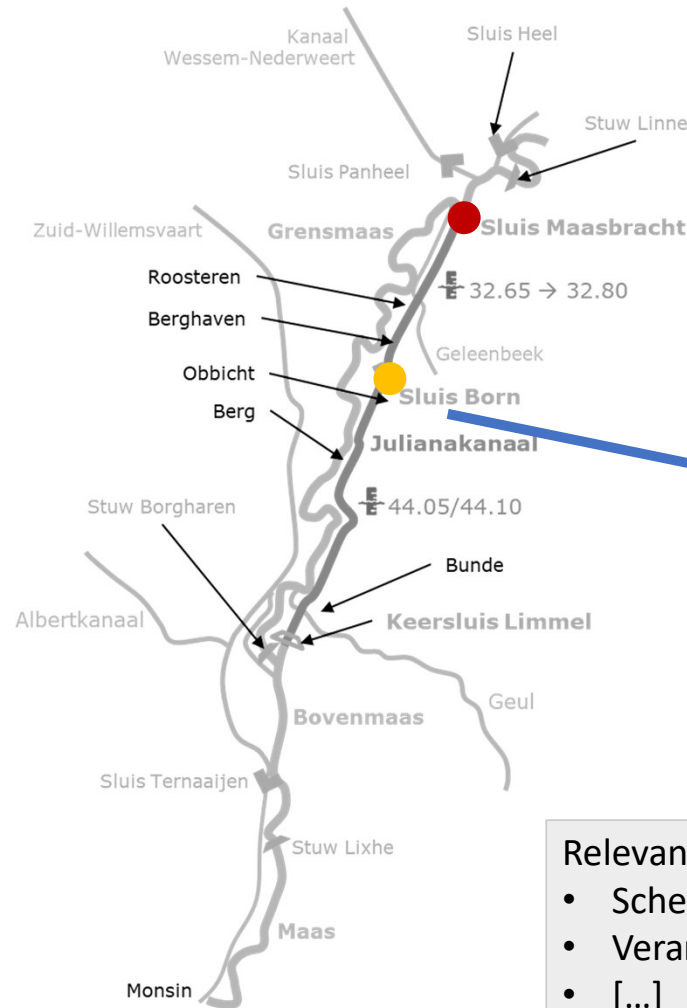 Kanaal
Wessem-Nederweert
Sluis Heel
Stuw Linne
Sluis Panheel
Zuid-Willemsvaart
Grensmaas
Sluis Maasbracht
Roosteren
32.65 → 32.80
Berghaven
Geleenbeek
Obbicht
Sluis Born
Berg
Julianakanaal
Stuw Borgharen
44.05/44.10
Bunde
Albertkanaal
Keersluis Limmel
Geul
Bovenmaas
Sluis Ternaaijen
Stuw Lixhe
Relevan
• Sche
• Verar
• [...]
Maas
Monsin